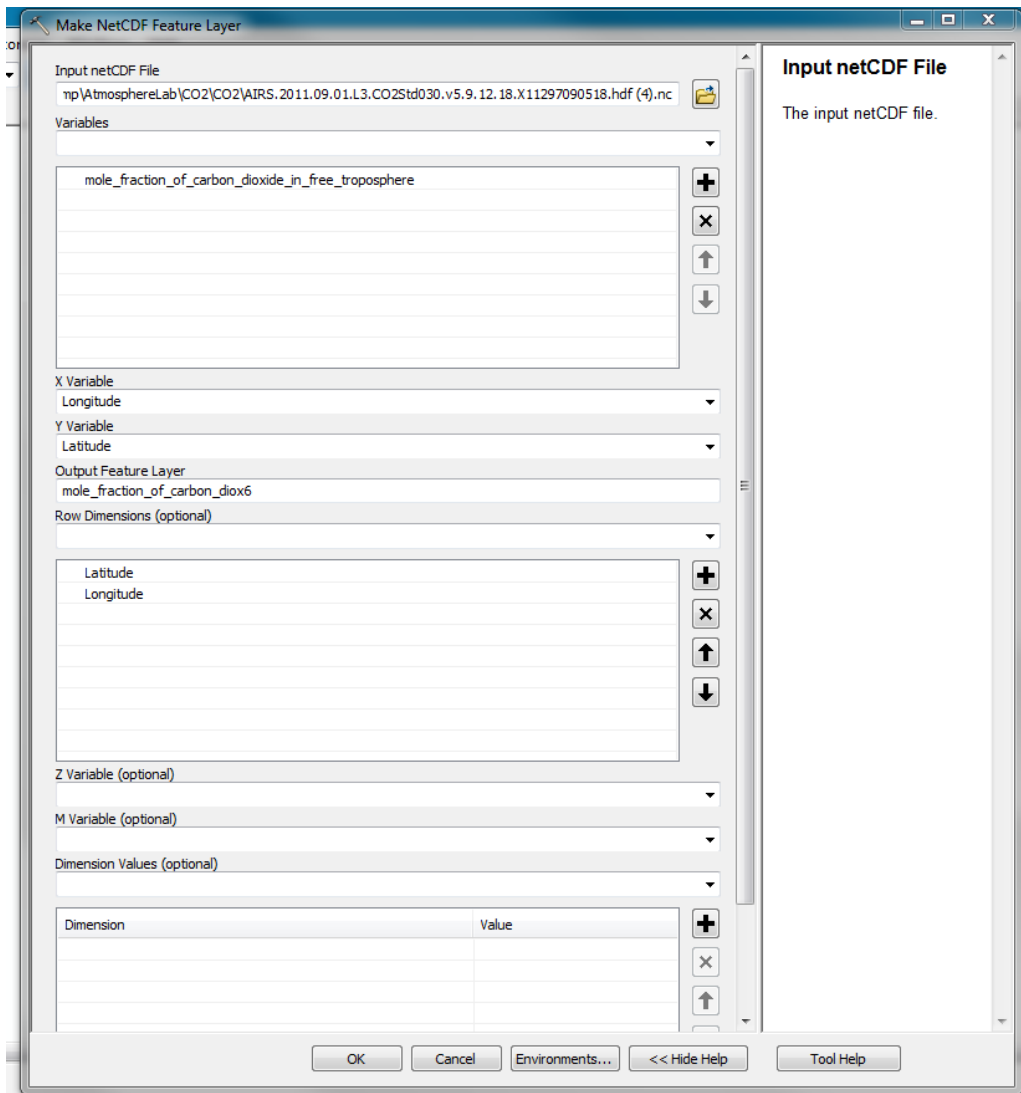 Make NetCDF Feature Layer
Input netCDF File
mp\AtmosphereLab\CO2\CO2\AIRS.2011.09.01.L3.CO2Std030.v5.9.12.18.X11297090518.hdf (4).nc
Variables
mole_fraction_of_carbon_dioxide_in_free_troposphere
X Variable
Longitude
Y Variable
Latitude
Output Feature Layer
mole_fraction_of_carbon_diox6
Row Dimensions (optional)
Latitude
Longitude
Z Variable (optional)
M Variable (optional)
Dimension Values (optional)
Dimension Value
OK Cancel Environments... << Hide Help Tool Help
Input netCDF File
The input netCDF file.